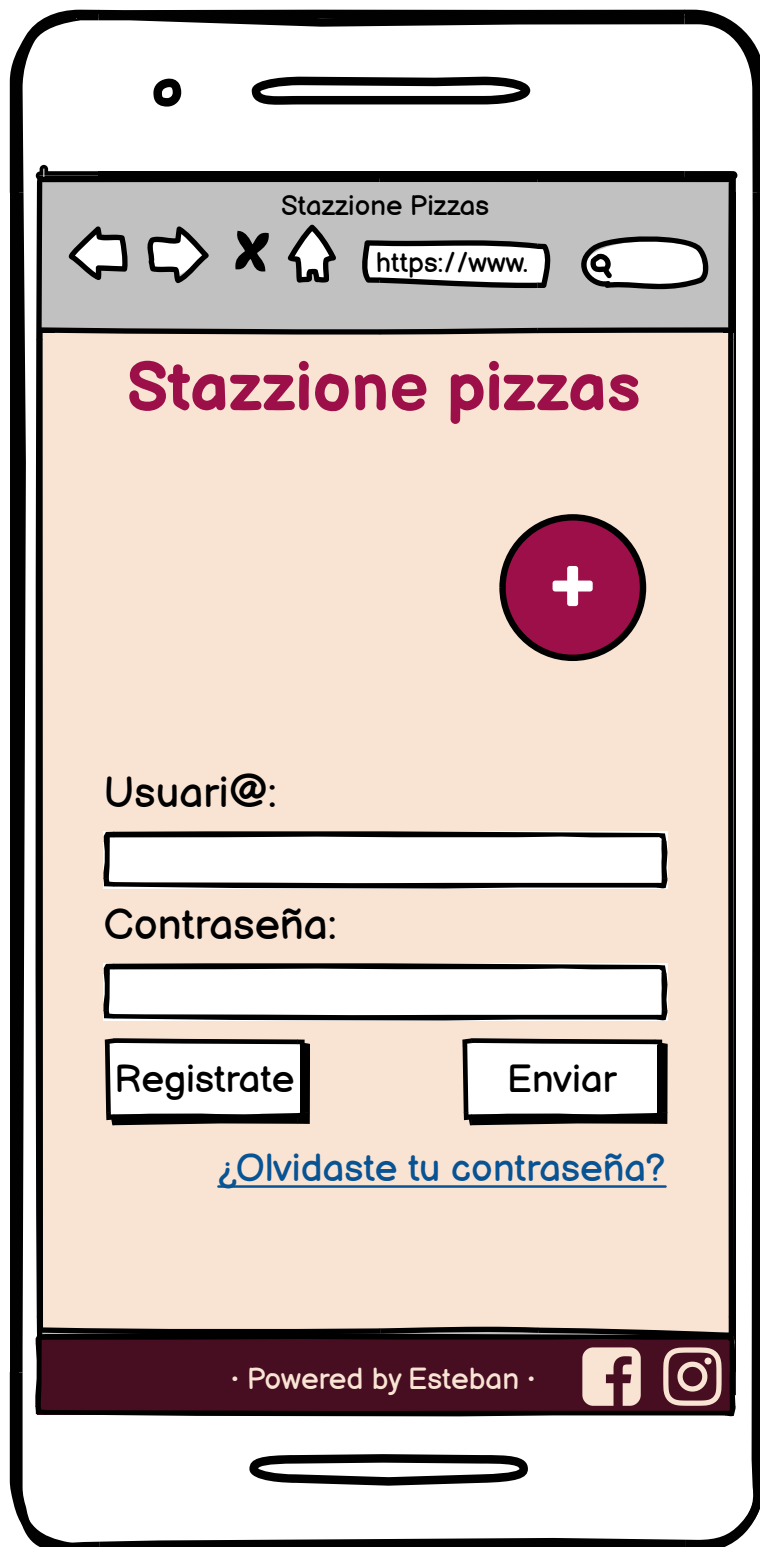 Stazzione Pizzas
https://www.
Stazzione pizzas
+
Usuari@:
Contraseña:
Registrate
Enviar
¿Olvidaste tu contraseña?
· Powered by Esteban ·